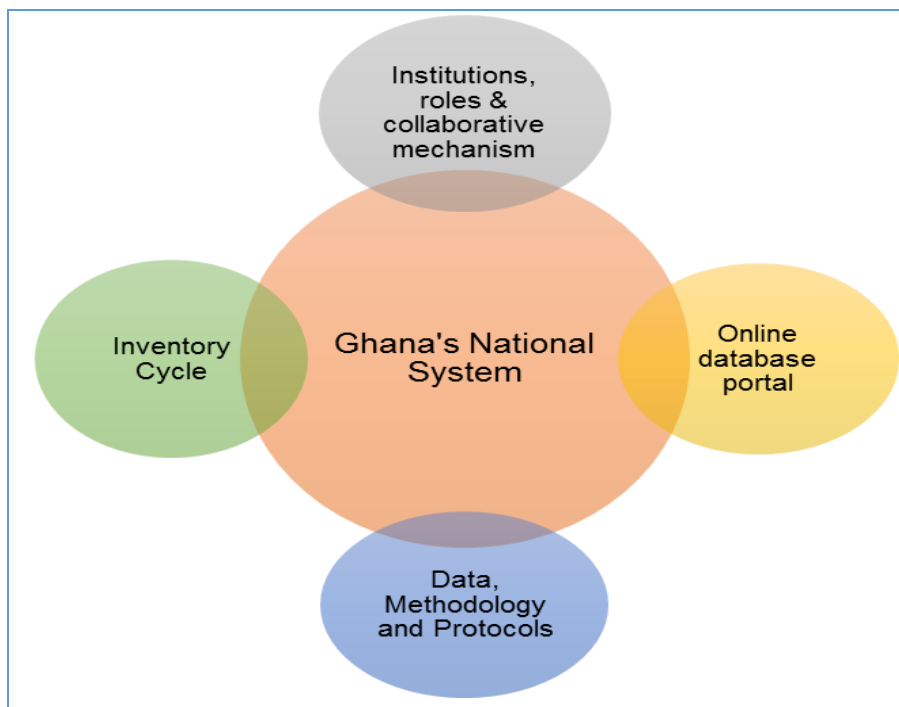 Institutions,
roles &
collaborative
mechanism
Inventory
Cycle
Ghana's National
System
Online
database
portal
Data,
Methodology
and Protocols